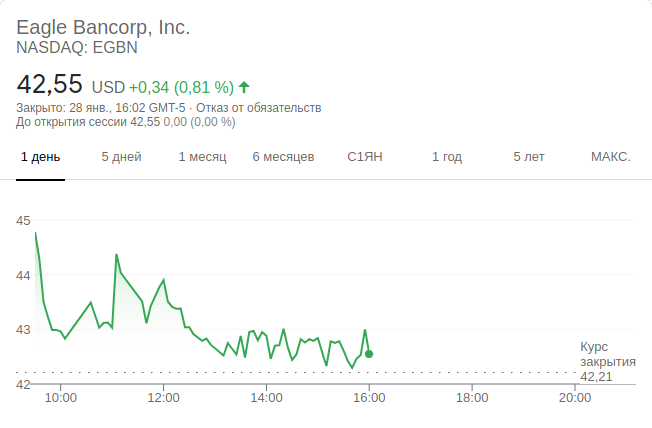 Eagle Bancorp, Inc.
NASDAQ: EGBN
42,55 USD +0,34 (0,81 %)
Закрыто: 28 янв., 16:02 GMT-5 · Отказ от обязательств
До открытия сессии 42,55 0,00 (0,00 %)
1 день 5 дней 1 месяц 6 месяцев С1ЯН 1 год 5 лет МАКС.
45
44
43
Курс
закрытия
42,21
42
10:00 12:00 14:00 16:00 18:00 20:00